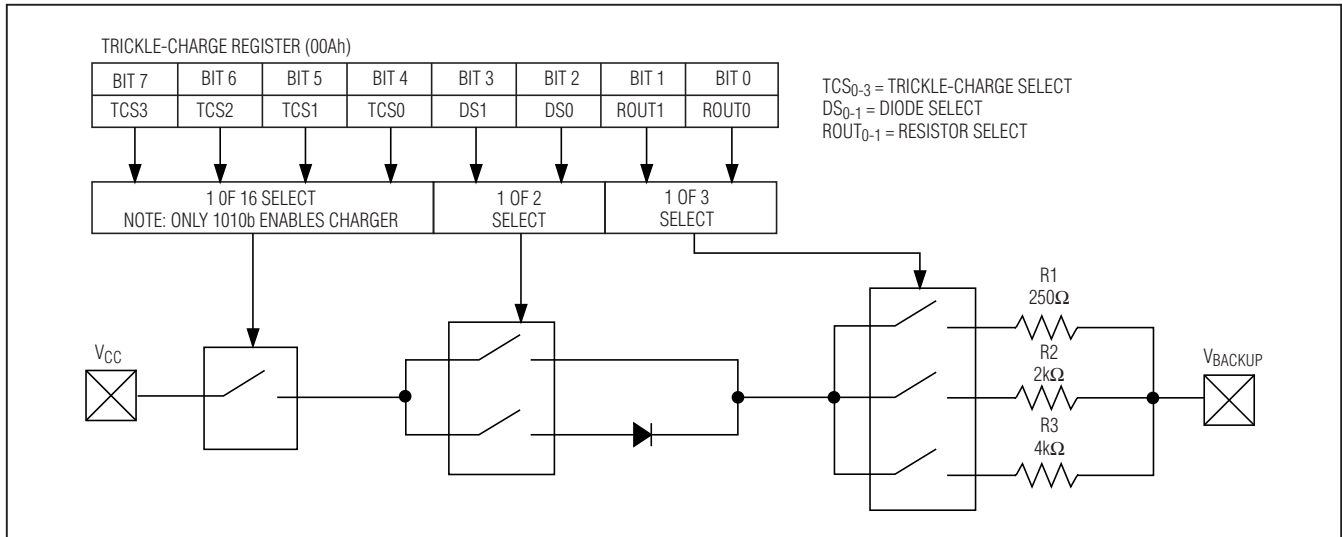 TRICKLE-CHARGE REGISTER (00Ah)
BIT 7 BIT 6 BIT 5 BIT 4 BIT 3 BIT 2 BIT 1 BIT 0
TCS3 TCS2 TCS1 TCS0 DS1 DS0 ROUT1 ROUT0
TCS0-3 = TRICKLE-CHARGE SELECT
DS0-1 = DIODE SELECT
ROUT0-1 = RESISTOR SELECT
1 0F 16 SELECT
NOTE: ONLY 1010b ENABLES CHARGER
1 OF 2
SELECT
1 OF 3
SELECT
VCC
R1
250Ω
R2
2kΩ
R3
4kΩ
VBACKUP